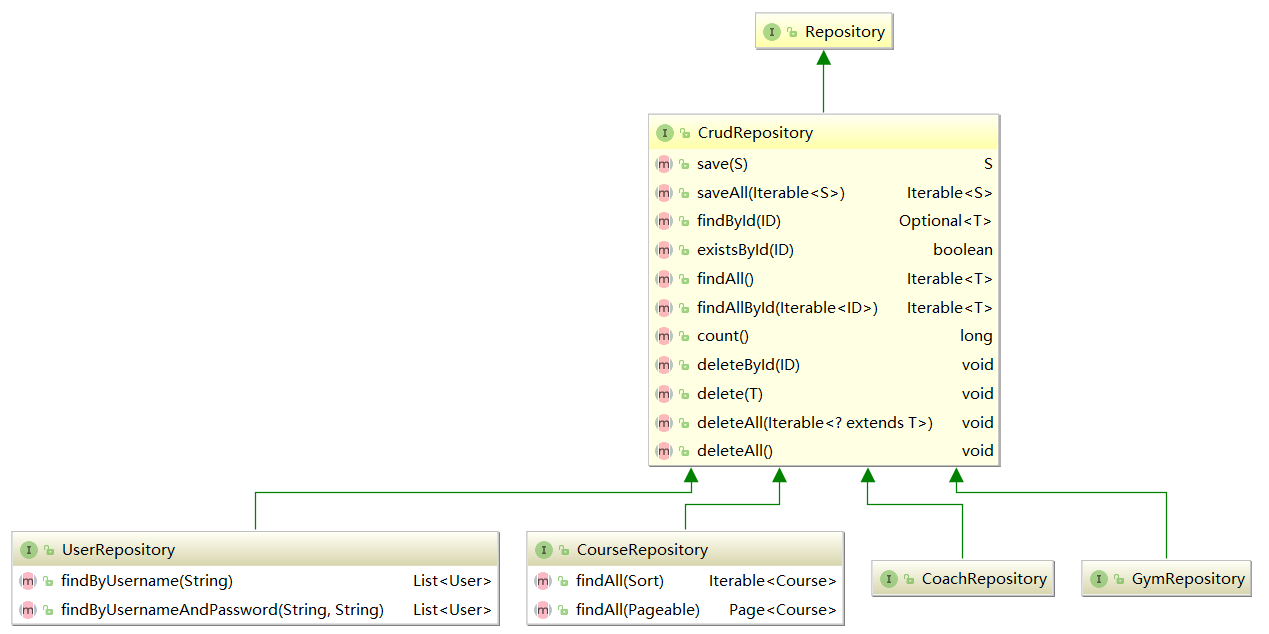 I Repository
I CrudRepository
m save(S) S
m saveAll(Iterable<S>) Iterable<S>
m findById(ID) Optional<T>
m existsById(ID) boolean
m findAll() Iterable<T>
m findAllById(Iterable<ID>) Iterable<T>
m count() long
m deleteById(ID) void
m delete(T) void
m deleteAll(Iterable<? extends T>) void
m deleteAll() void
I UserRepository
m findByUsername(String) List<User>
m findByUsernameAndPassword(String, String) List<User>
I CourseRepository
m findAll(Sort) Iterable<Course>
m findAll(Pageable) Page<Course>
I CoachRepository
I GymRepository